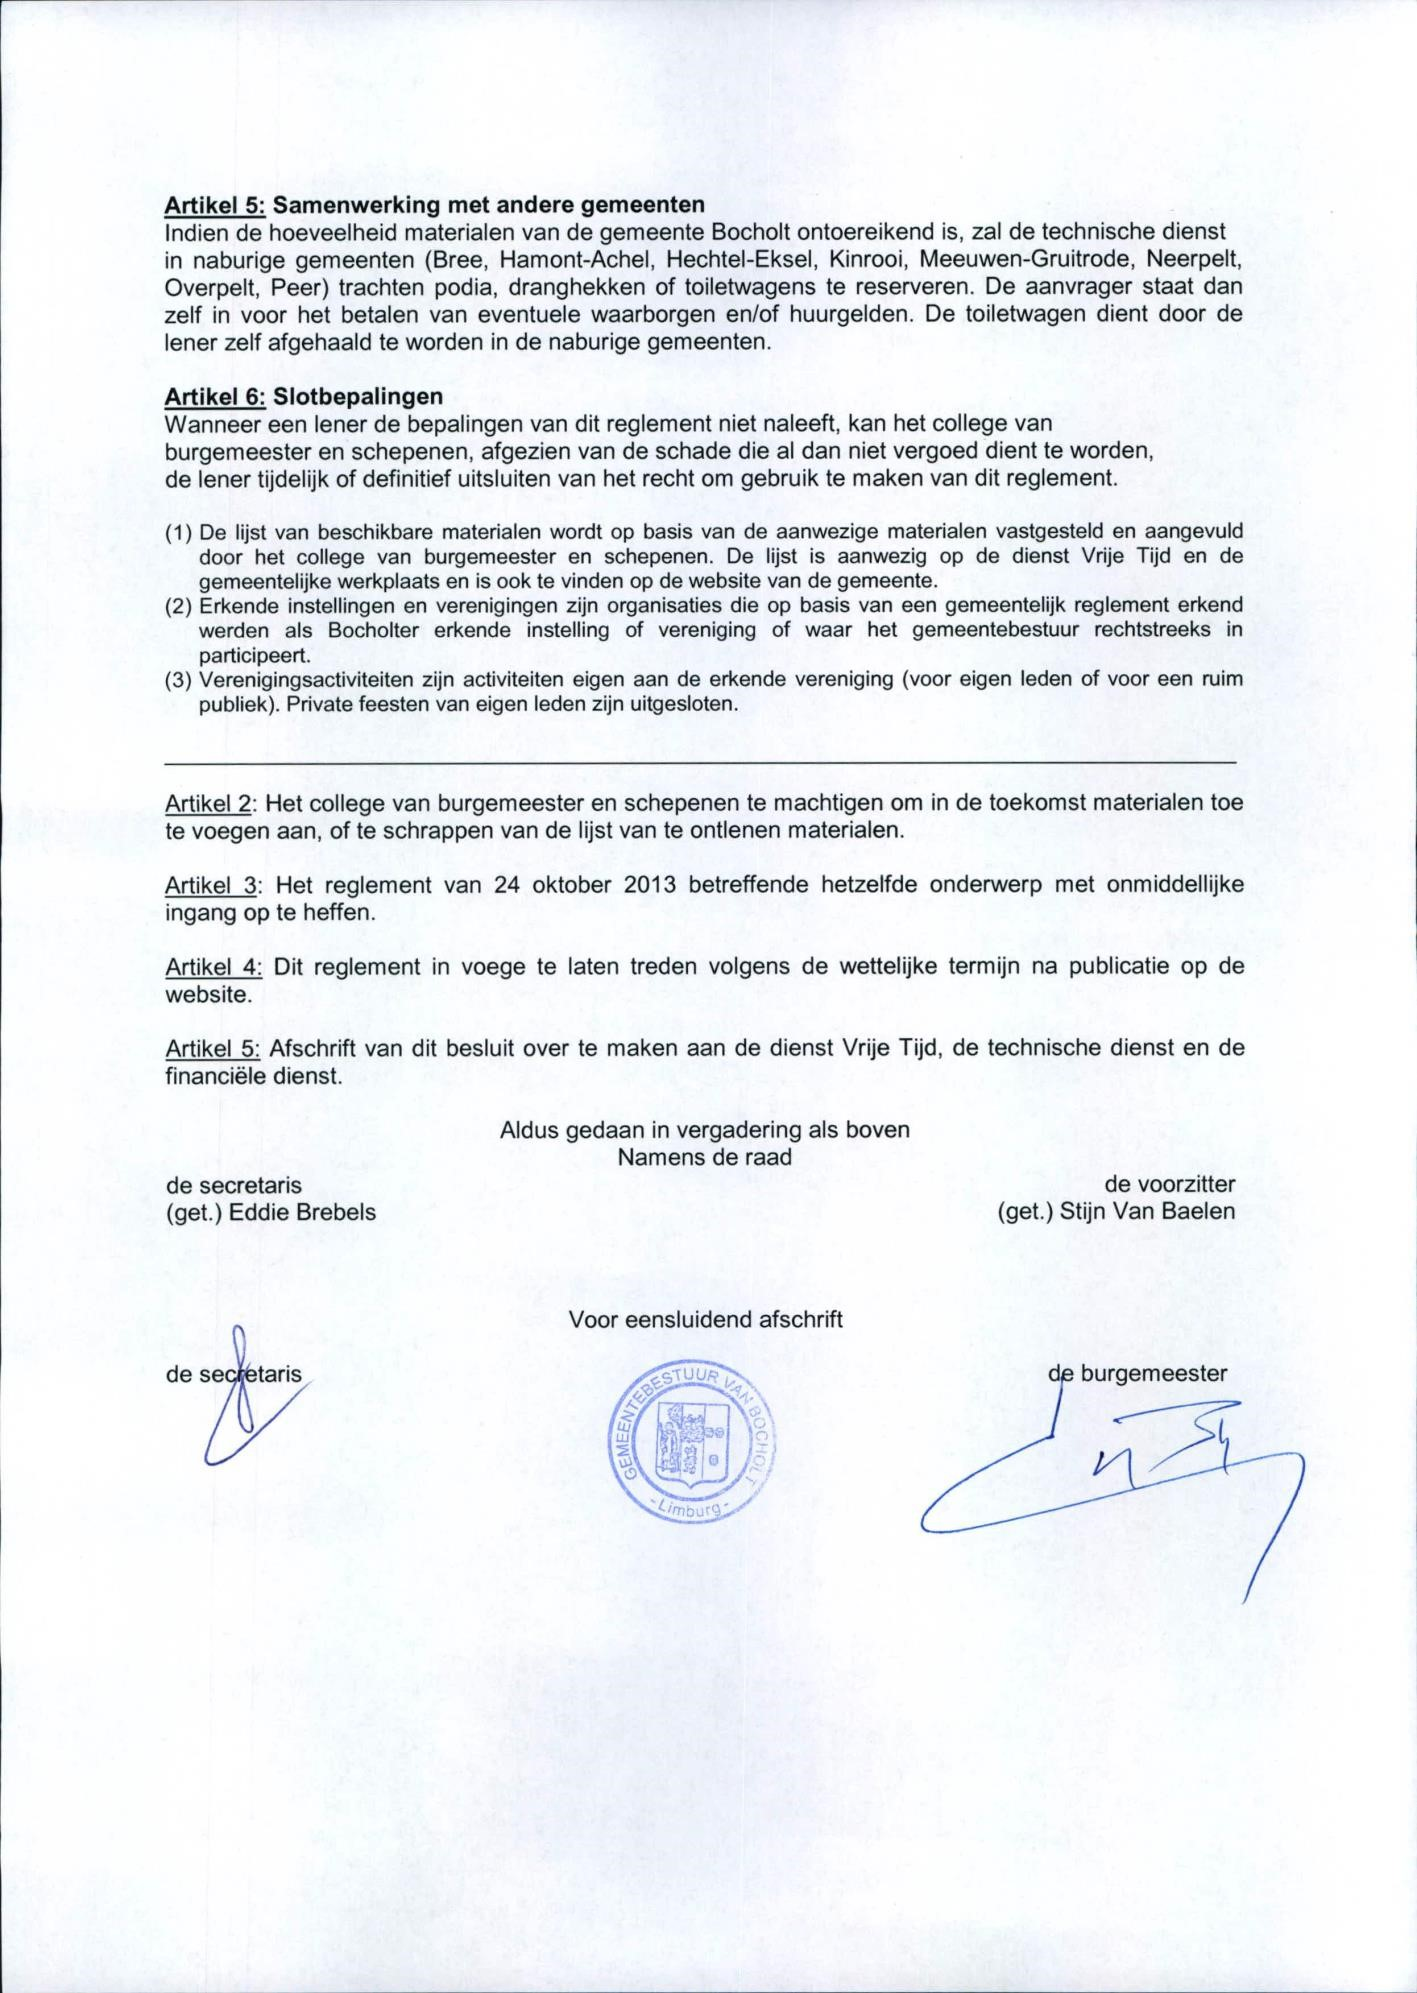 Artikel 5: Samenwerking met andere gemeenten
Indien de hoeveelheid materialen van de gemeente Bocholt ontoereikend is, zal de technische dienst
in naburige gemeenten (Bree, Hamont-Achel, Hechtel-Eksel, Kinrooi, Meeuwen-Gruitrode, Neerpelt,
Overpelt, Peer) trachten podia, dranghekken of toiletwagens te reserveren. De aanvrager staat dan
zelf in voor het betalen van eventuele waarborgen en/of huurgelden. De toiletwagen dient door de
lener zelf afgehaald te worden in de naburige gemeenten.
Artikel 6: Slotbepalingen
Wanneer een lener de bepalingen van dit reglement niet naleeft, kan het college van
burgemeester en schepenen, afgezien van de schade die al dan niet vergoed dient te worden,
de lener tijdelijk of definitief uitsluiten van het recht om gebruik te maken van dit reglement.
(1) De lijst van beschikbare materialen wordt op basis van de aanwezige materialen vastgesteld en aangevuld
door het college van burgemeester en schepenen. De lijst is aanwezig op de dienst Vrije Tijd en de
gemeentelijke werkplaats en is ook te vinden op de website van de gemeente.
(2) Erkende instellingen en verenigingen zijn organisaties die op basis van een gemeentelijk reglement erkend
werden als Bocholter erkende instelling of vereniging of waar het gemeentebestuur rechtstreeks in
participeert.
(3) Verenigingsactiviteiten zijn activiteiten eigen aan de erkende vereniging (voor eigen leden of voor een ruim
publiek). Private feesten van eigen leden zijn uitgesloten.
Artikel 2: Het college van burgemeester en schepenen te machtigen om in de toekomst materialen toe
te voegen aan, of te schrappen van de lijst van te ontlenen materialen.
Artikel 3: Het reglement van 24 oktober 2013 betreffende hetzelfde onderwerp met onmiddellijke
ingang op te heffen.
Artikel 4: Dit reglement in voege te laten treden volgens de wettelijke termijn na publicatie op de
website.
Artikel 5: Afschrift van dit besluit over te maken aan de dienst Vrije Tijd, de technische dienst en de
financiële dienst.
Aldus gedaan in vergadering als boven
Namens de raad
de secretaris
(get.) Eddie Brebels
de voorzitter
(get.) Stijn Van Baelen
Voor eensluidend afschrift
de secretaris
GEMEENTEBESTUUR VAN BOCHOLT
- Limburg -
de burgemeester